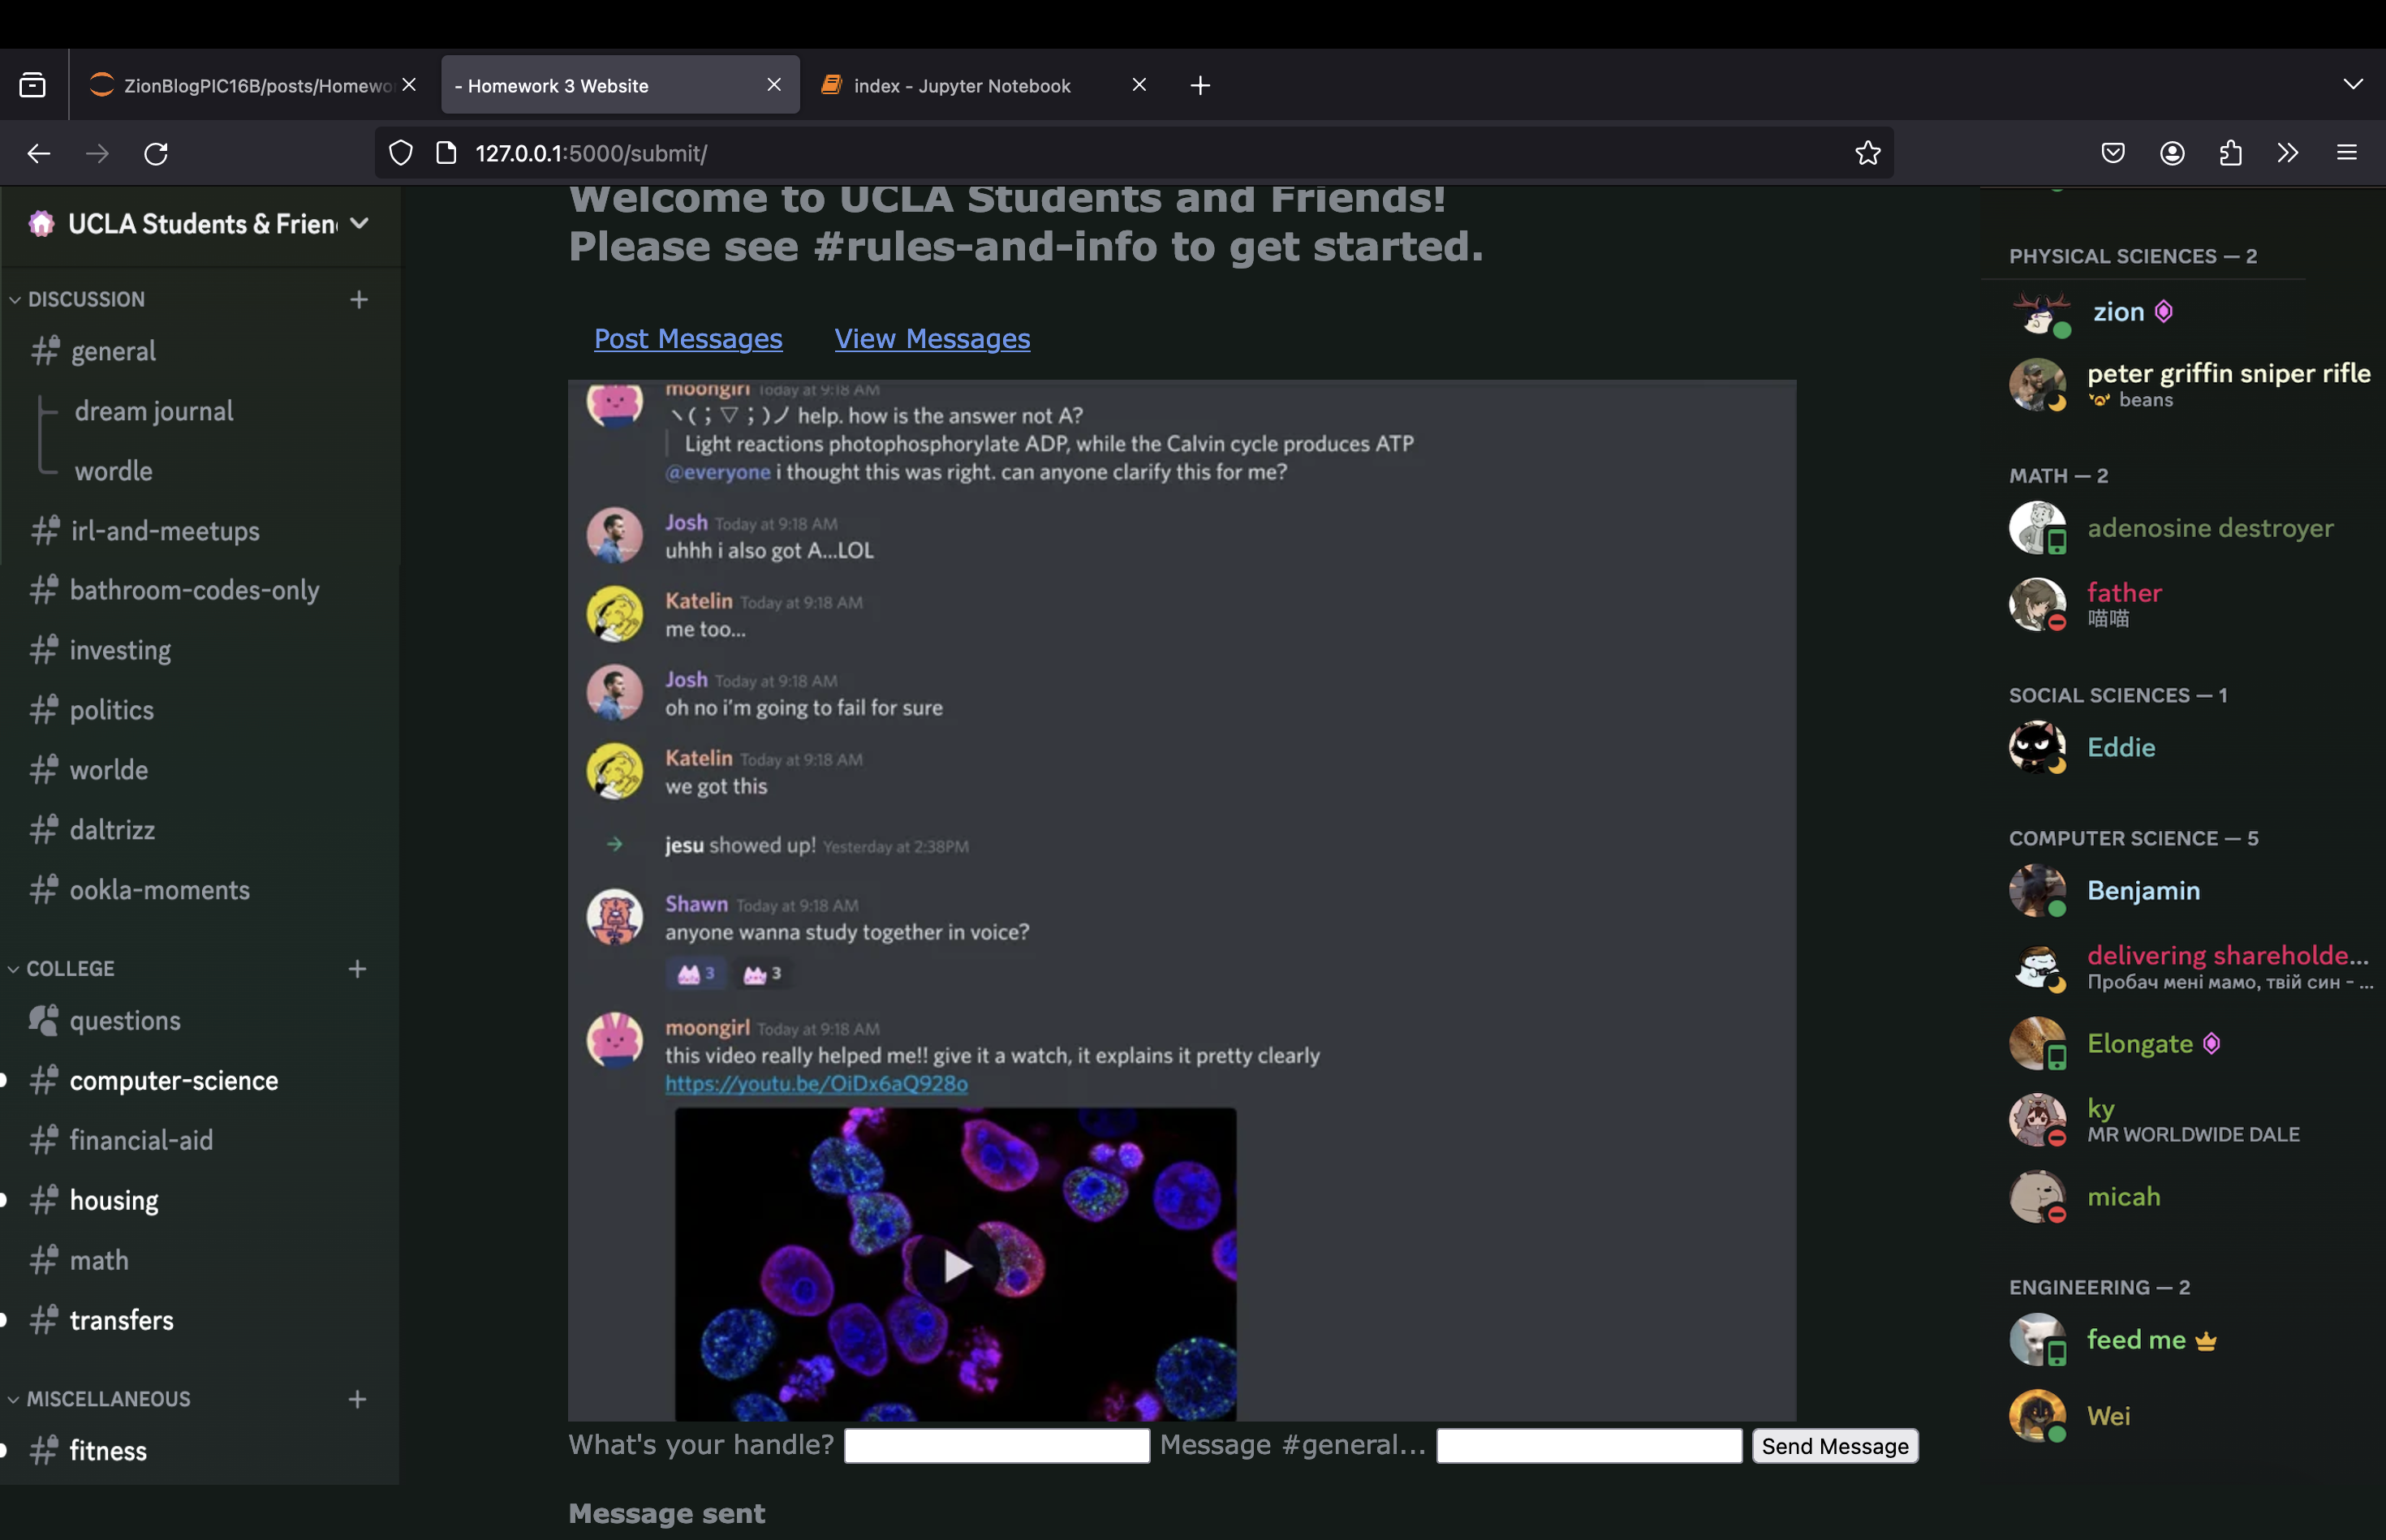 ZionBlogPIC16B/posts/Homewo
- Homework 3 Website
index - Jupyter Notebook
127.0.0.1:5000/submit/
UCLA Students & Frien
DISCUSSION
general
dream journal
wordle
irl-and-meetups
bathroom-codes-only
investing
politics
worlde
daltrizz
ookla-moments
COLLEGE
questions
computer-science
financial-aid
housing
math
transfers
MISCELLANEOUS
fitness
Welcome to UCLA Students and Friends!
Please see #rules-and-info to get started.
Post Messages View Messages
moongirl Today at 9:18 AM
ヽ(；▽；)ノ help. how is the answer not A?
Light reactions photophosphorylate ADP, while the Calvin cycle produces ATP
@everyone i thought this was right. can anyone clarify this for me?
Josh Today at 9:18 AM
uhhh i also got A...LOL
Katelin Today at 9:18 AM
me too...
Josh Today at 9:18 AM
oh no i'm going to fail for sure
Katelin Today at 9:18 AM
we got this
jesu showed up! Yesterday at 2:38PM
Shawn Today at 9:18 AM
anyone wanna study together in voice?
3 3
moongirl Today at 9:18 AM
this video really helped me!! give it a watch, it explains it pretty clearly
https://youtu.be/OiDx6aQ928o
What's your handle? Message #general... Send Message
Message sent
PHYSICAL SCIENCES — 2
zion
peter griffin sniper rifle
beans
MATH — 2
adenosine destroyer
father
喵喵
SOCIAL SCIENCES — 1
Eddie
COMPUTER SCIENCE — 5
Benjamin
delivering shareholde...
Пробач мені мамо, твій син - ...
Elongate
ky
MR WORLDWIDE DALE
micah
ENGINEERING — 2
feed me
Wei